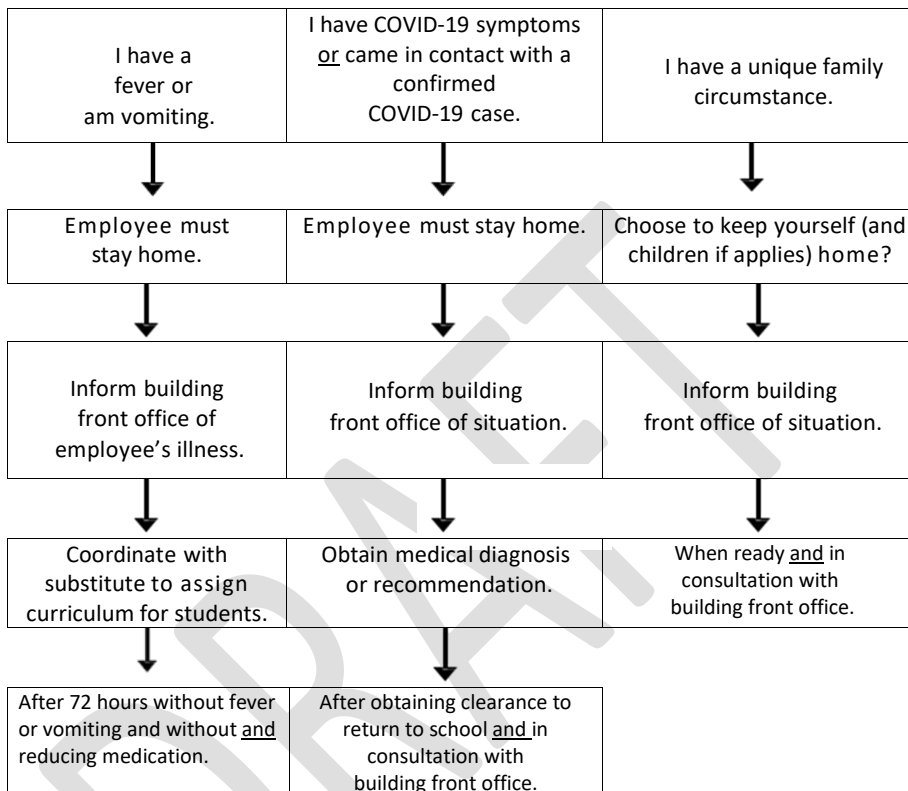 I have a
fever or
am vomiting.
I have COVID-19 symptoms
or came in contact with a
confirmed
COVID-19 case.
I have a unique family
circumstance.
Employee must
stay home.
Employee must stay home.
Choose to keep yourself (and
children if applies) home?
Inform building
front office of
employee's illness.
Inform building
front office of situation.
Inform building
front office of situation.
Coordinate with
substitute to assign
curriculum for students.
Obtain medical diagnosis
or recommendation.
When ready and in
consultation with
building front office.
After 72 hours without fever
or vomiting and without and
reducing medication.
After obtaining clearance to
return to school and in
consultation with
building front office.
DRAFT